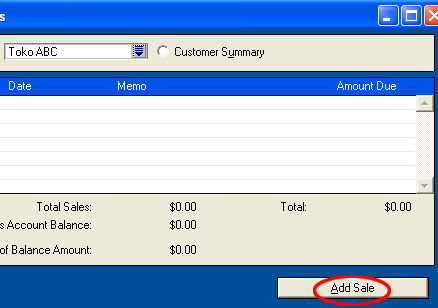 s
Toko ABC Customer Summary
Date Memo Amount Due
Total Sales: $0.00 Total: $0.00
s Account Balance: $0.00
of Balance Amount: $0.00
Add Sale